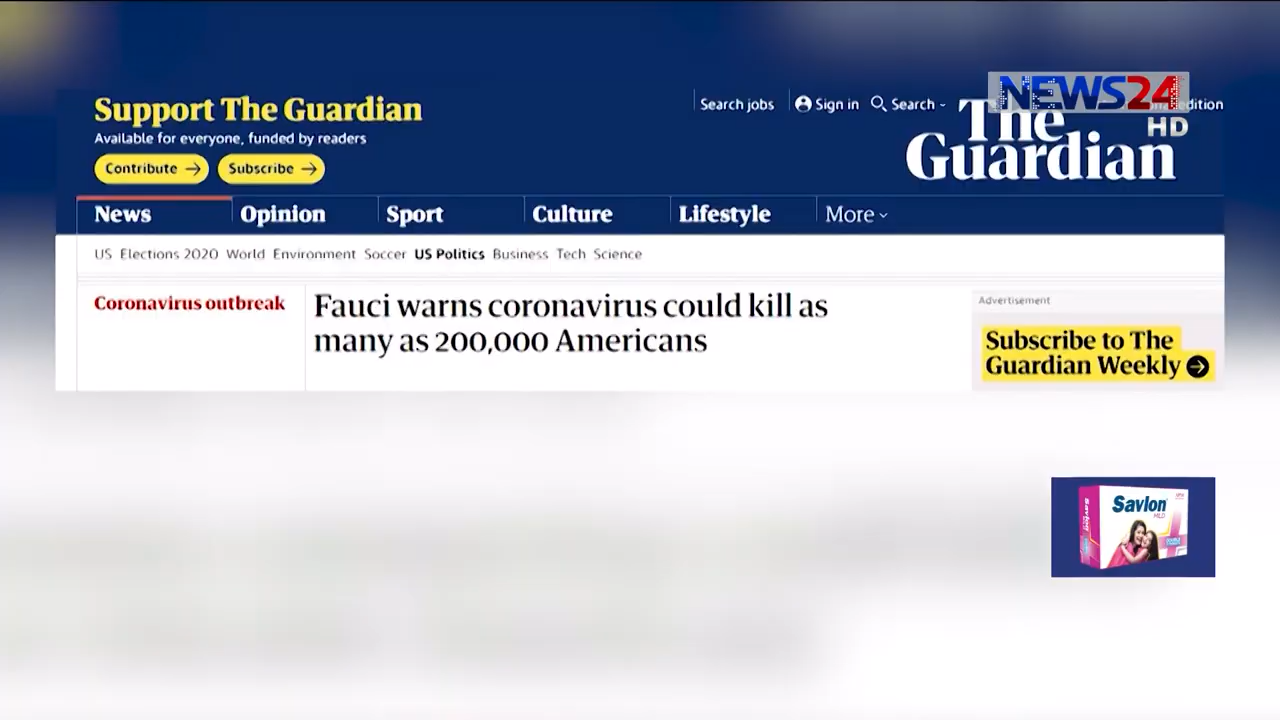 Support The Guardian
Available for everyone, funded by readers
Contribute →
Subscribe →
Search jobs
Sign in
Search
edition
NEWS24
HD
The
Guardian
News
Opinion
Sport
Culture
Lifestyle
More
US Elections 2020 World Environment Soccer US Politics Business Tech Science
Coronavirus outbreak
Fauci warns coronavirus could kill as
many as 200,000 Americans
Advertisement
Subscribe to The
Guardian Weekly
Savlon
MILD